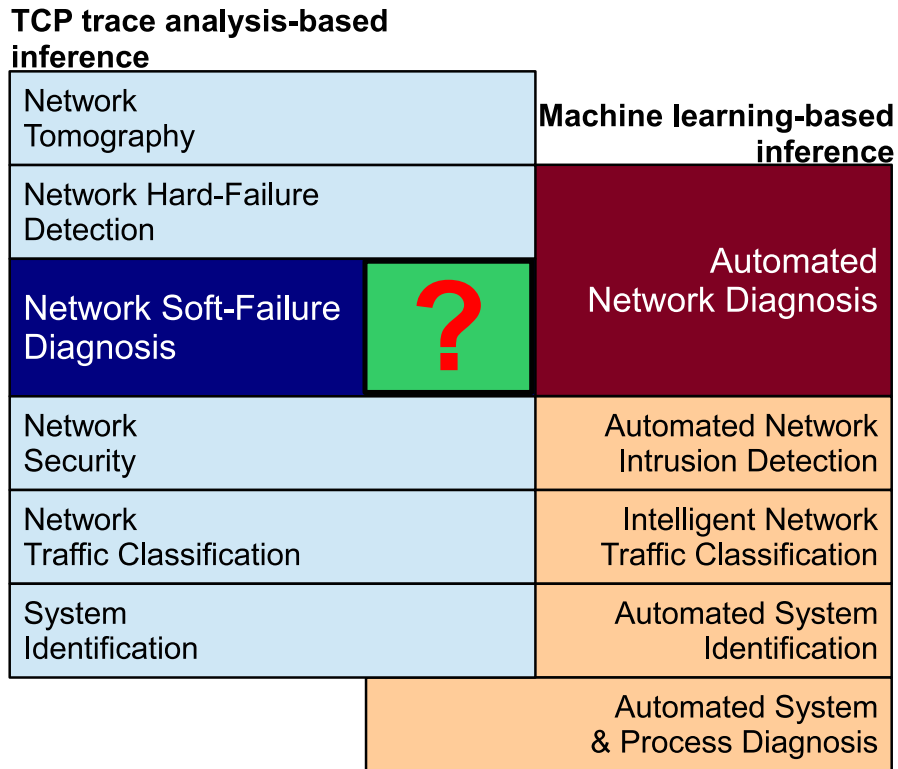 TCP trace analysis-based
inference
Network
Tomography
Machine learning-based
inference
Network Hard-Failure
Detection
Automated
Network Diagnosis
Network Soft-Failure
Diagnosis
?
Network
Security
Automated Network
Intrusion Detection
Network
Traffic Classification
Intelligent Network
Traffic Classification
System
Identification
Automated System
Identification
Automated System
& Process Diagnosis